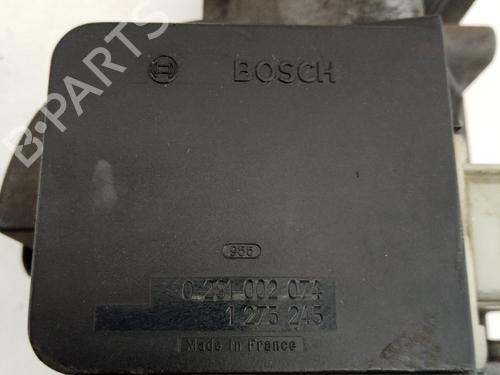 B-PARTS
BOSCH
955
0 281 002 074
1 275 245
Made in France